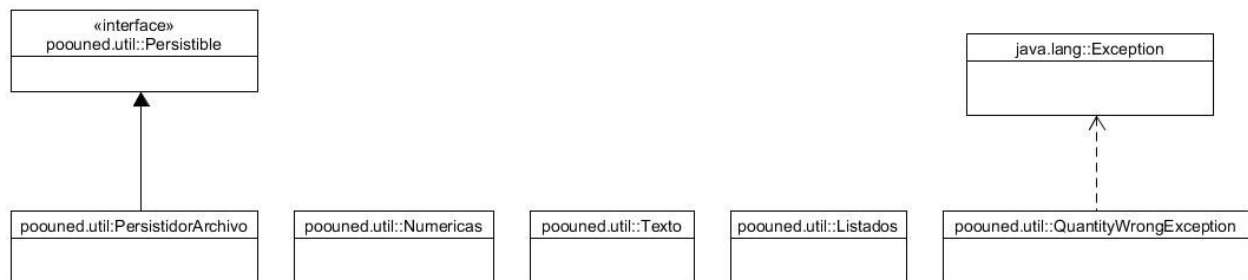 «interface»
poouned.util::Persistible
java.lang::Exception
poouned.util:PersistidorArchivo
poouned.util::Numericas
poouned.util::Texto
poouned.util::Listados
poouned.util::QuantityWrongException